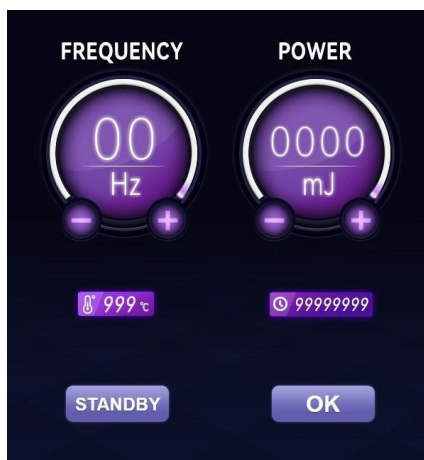 FREQUENCY POWER
00 0000
Hz mJ
- + - +
999 °C 99999999
STANDBY OK